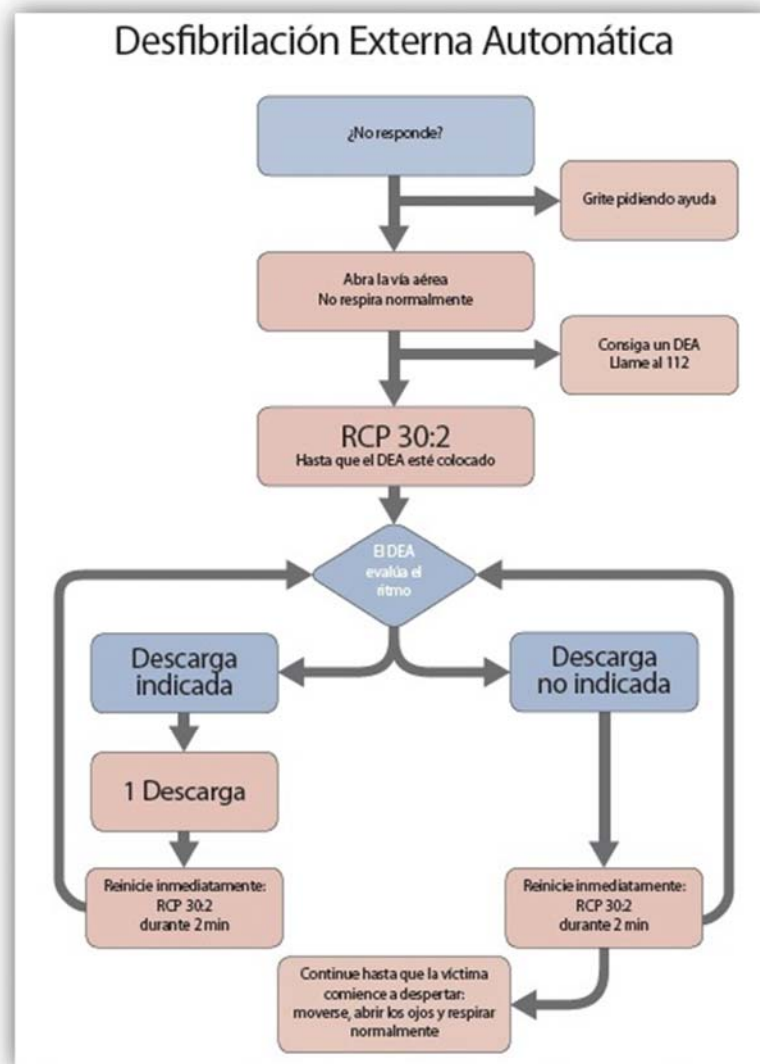 Desfibrilación Externa Automática
¿No responde?
Grite pidiendo ayuda
Abra la vía aérea
No respira normalmente
Consiga un DEA
Llame al 112
RCP 30:2
Hasta que el DEA esté colocado
El DEA
evalúa el
ritmo
Descarga
indicada
Descarga
no indicada
1 Descarga
Reinicie inmediatamente:
RCP 30:2
durante 2 min
Reinicie inmediatamente:
RCP 30:2
durante 2 min
Continue hasta que la víctima
comience a despertar:
moverse, abrir los ojos y respirar
normalmente